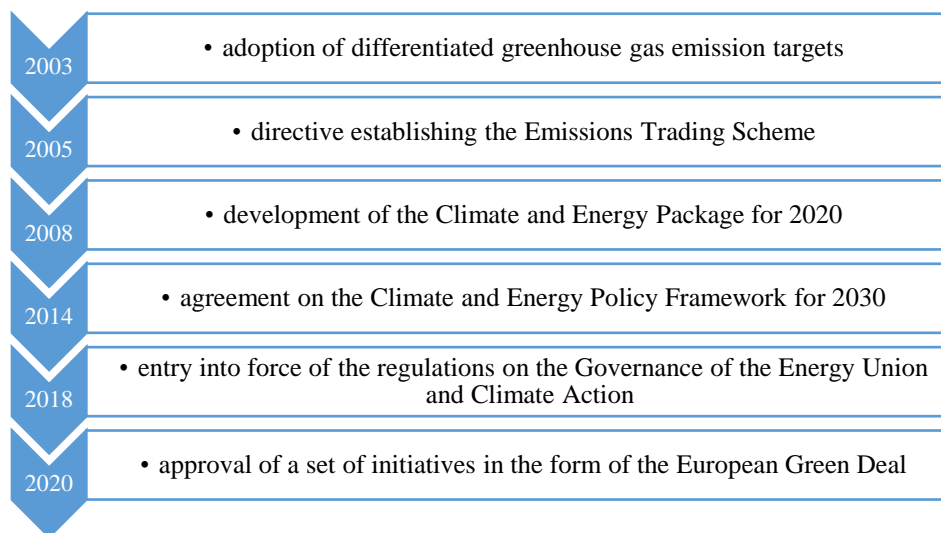 2003
• adoption of differentiated greenhouse gas emission targets
2005
• directive establishing the Emissions Trading Scheme
2008
• development of the Climate and Energy Package for 2020
2014
• agreement on the Climate and Energy Policy Framework for 2030
2018
• entry into force of the regulations on the Governance of the Energy Union
and Climate Action
2020
• approval of a set of initiatives in the form of the European Green Deal